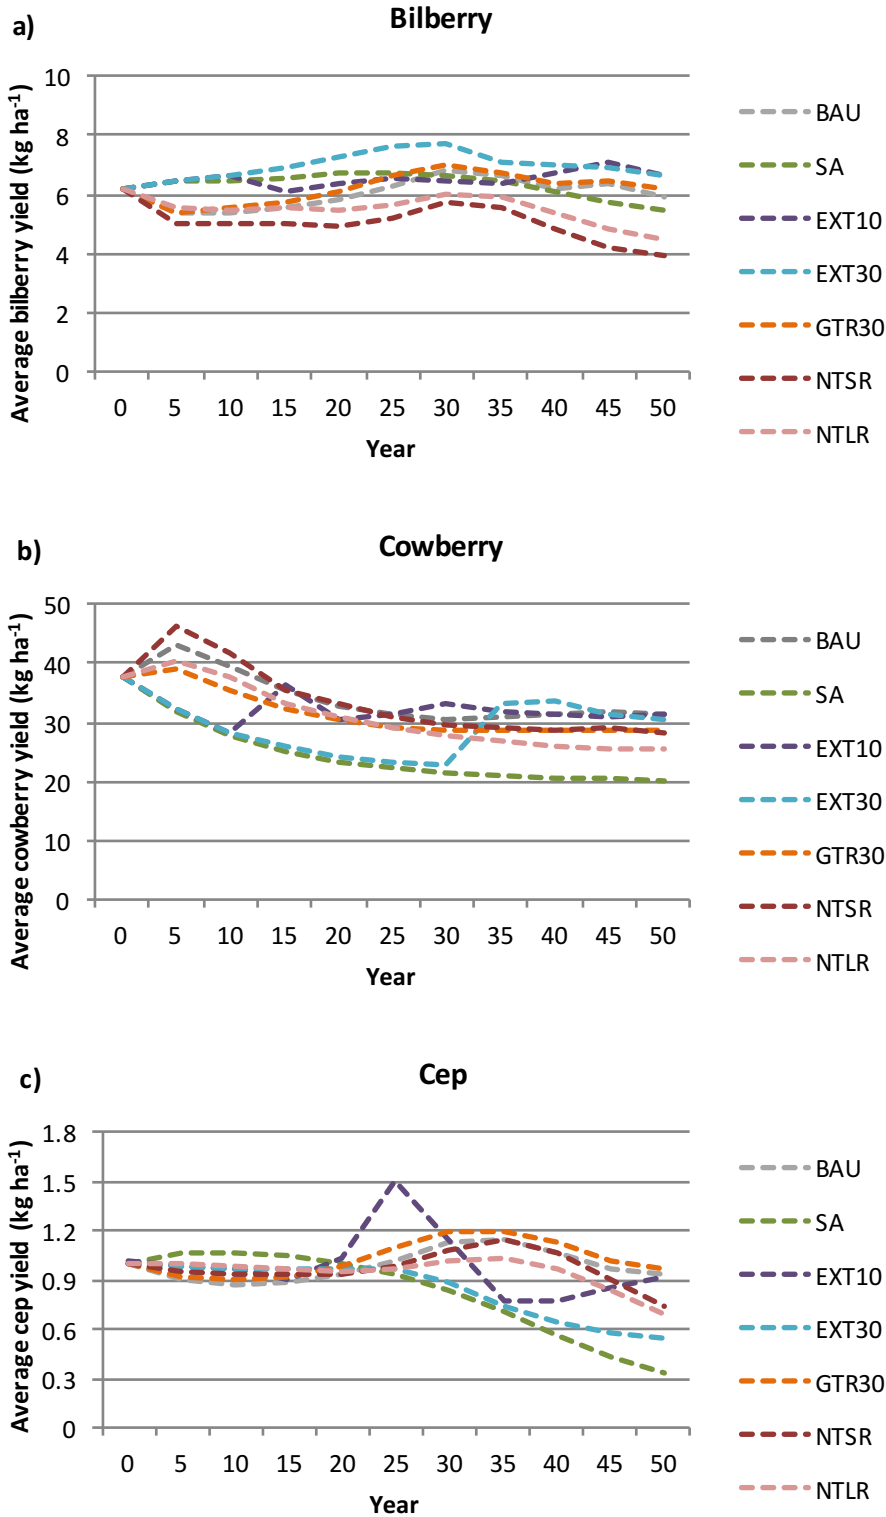 a)
Bilberry
Average bilberry yield (kg ha⁻¹)
10
8
6
4
2
0
0 5 10 15 20 25 30 35 40 45 50
Year
BAU
SA
EXT10
EXT30
GTR30
NTSR
NTLR
b)
Cowberry
Average cowberry yield (kg ha⁻¹)
50
40
30
20
10
0
0 5 10 15 20 25 30 35 40 45 50
Year
BAU
SA
EXT10
EXT30
GTR30
NTSR
NTLR
c)
Cep
Average cep yield (kg ha⁻¹)
1.8
1.5
1.2
0.9
0.6
0.3
0
0 5 10 15 20 25 30 35 40 45 50
Year
BAU
SA
EXT10
EXT30
GTR30
NTSR
NTLR